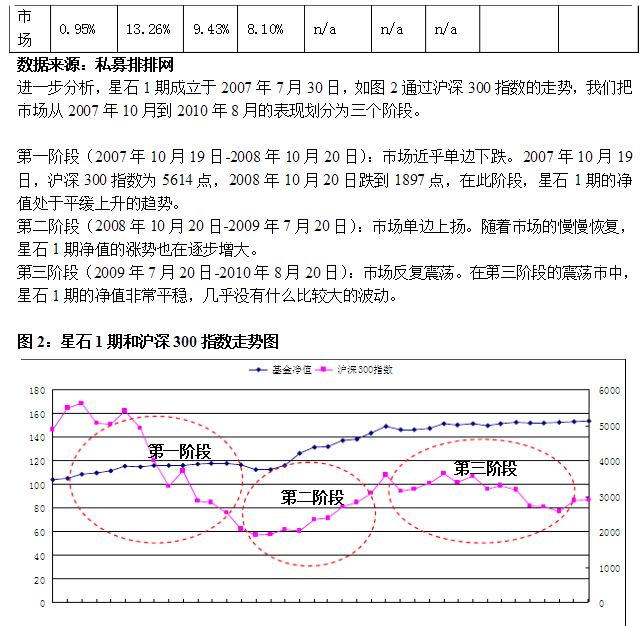 市场 0.95% 13.26% 9.43% 8.10% n/a n/a n/a
数据来源：私募排排网
进一步分析，星石1期成立于2007年7月30日，如图2通过沪深300指数的走势，我们把
市场从2007年10月到2010年8月的表现划分为三个阶段。
第一阶段（2007年10月19日-2008年10月20日）：市场近乎单边下跌。2007年10月19
日，沪深300指数为5614点，2008年10月20日跌到1897点，在此阶段，星石1期的净
值处于平缓上升的趋势。
第二阶段（2008年10月20日-2009年7月20日）：市场单边上扬。随着市场的慢慢恢复，
星石1期净值的涨势也在逐步增大。
第三阶段（2009年7月20日-2010年8月20日）：市场反复震荡。在第三阶段的震荡市中，
星石1期的净值非常平稳，几乎没有什么比较大的波动。
图2：星石1期和沪深300指数走势图
基金净值 沪深300指数
180 6000
160
5000
140
120 4000
第一阶段 第三阶段
100
3000
第二阶段
80
2000
60
40
1000
20
0 0